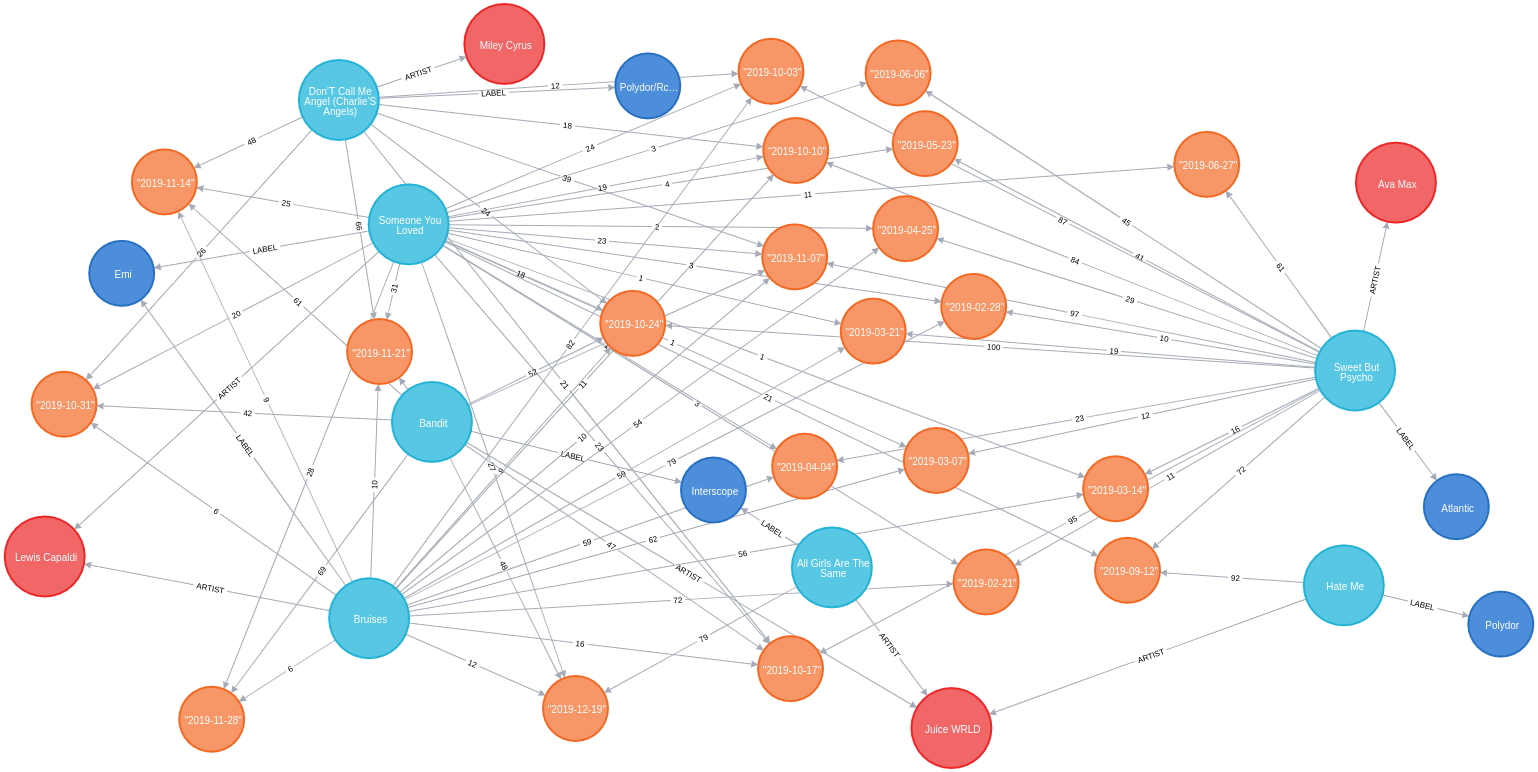 Miley Cyrus
"2019-10-03"
"2019-06-06"
Don'T Call Me
Angel (Charlie'S
Angels)
Polydor/Rc…
ARTIST
12
LABEL
18
48
"2019-11-14"
24
3
"2019-10-10"
"2019-05-23"
"2019-06-27"
Ava Max
25
39
19
4
11
24
66
Someone You
Loved
2
"2019-04-25"
45
87
41
84
26
LABEL
Emi
23
3
"2019-11-07"
61
ARTIST
18
1
31
29
"2019-02-28"
97
61
20
"2019-10-24"
"2019-03-21"
10
19
100
"2019-11-21"
82
1
1
Sweet But
Psycho
52
21
11
21
ARTIST
9
"2019-10-31"
42
Bandit
3
23
12
16
LABEL
LABEL
10
54
23
"2019-04-04"
"2019-03-07"
LABEL
79
59
28
10
27
9
11
72
Interscope
"2019-03-14"
Atlantic
6
95
LABEL
59
62
56
47
Lewis Capaldi
69
48
ARTIST
All Girls Are The
Same
"2019-02-21"
"2019-09-12"
92
Hate Me
LABEL
ARTIST
72
Bruises
Polydor
16
79
ARTIST
ARTIST
12
6
"2019-10-17"
"2019-11-28"
"2019-12-19"
Juice WRLD